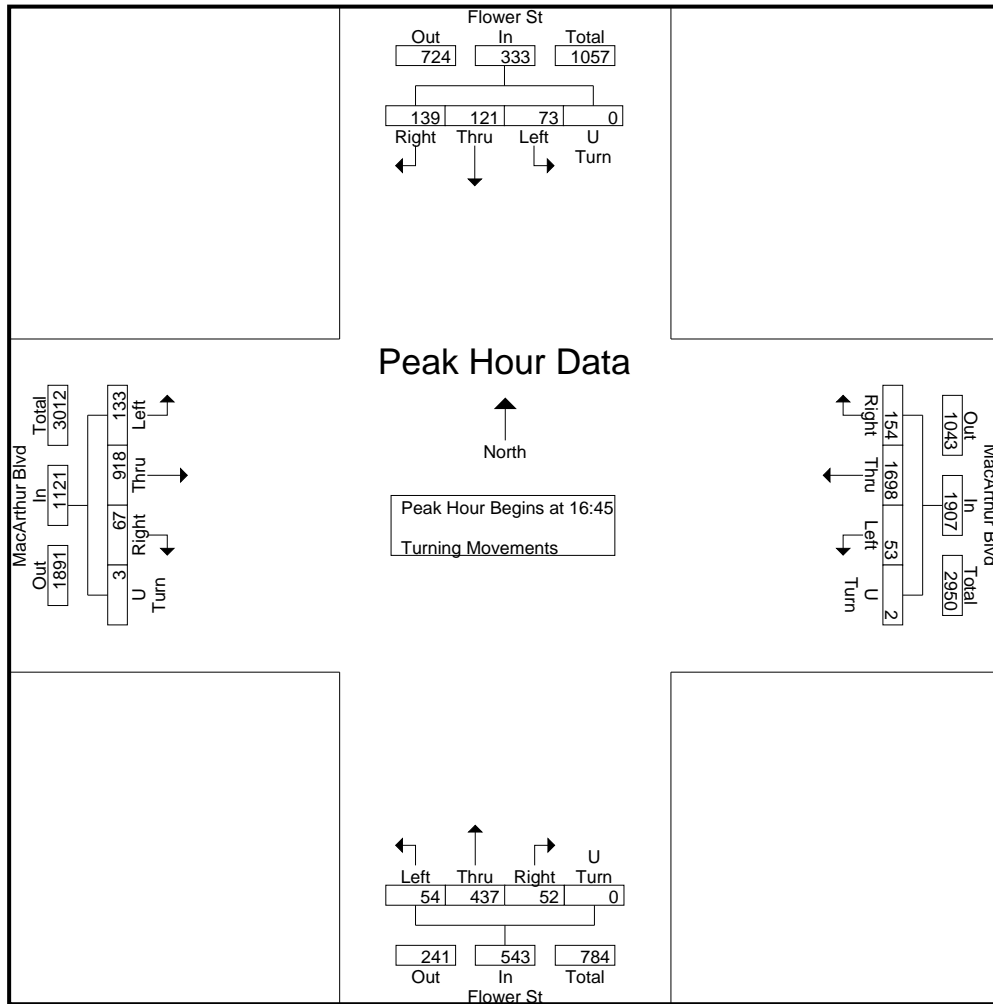 Flower St
Out In Total
724 333 1057
139 121 73 0
Right Thru Left U Turn
Peak Hour Data
North
Peak Hour Begins at 16:45
Turning Movements
MacArthur Blvd
Total In Out
3012 1121 1891
133 918 67 3
Left Thru Right U Turn
Right Thru Left U Turn
154 1698 53 2
Out In Total
1043 1907 2950
MacArthur Blvd
Left Thru Right U Turn
54 437 52 0
241 543 784
Out In Total
Flower St